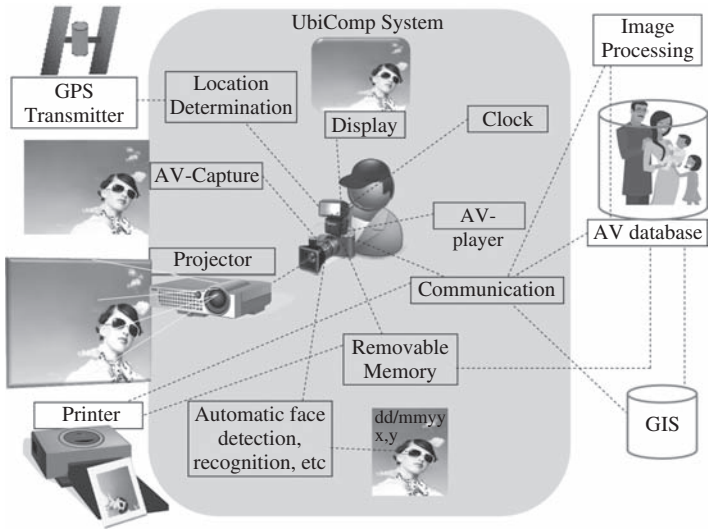 UbiComp System
Image
Processing
GPS
Transmitter
Location
Determination
Display
Clock
AV-Capture
AV-
player
AV database
Projector
Communication
Removable
Memory
Printer
Automatic face
detection,
recognition, etc
dd/mmyy
x,y
GIS